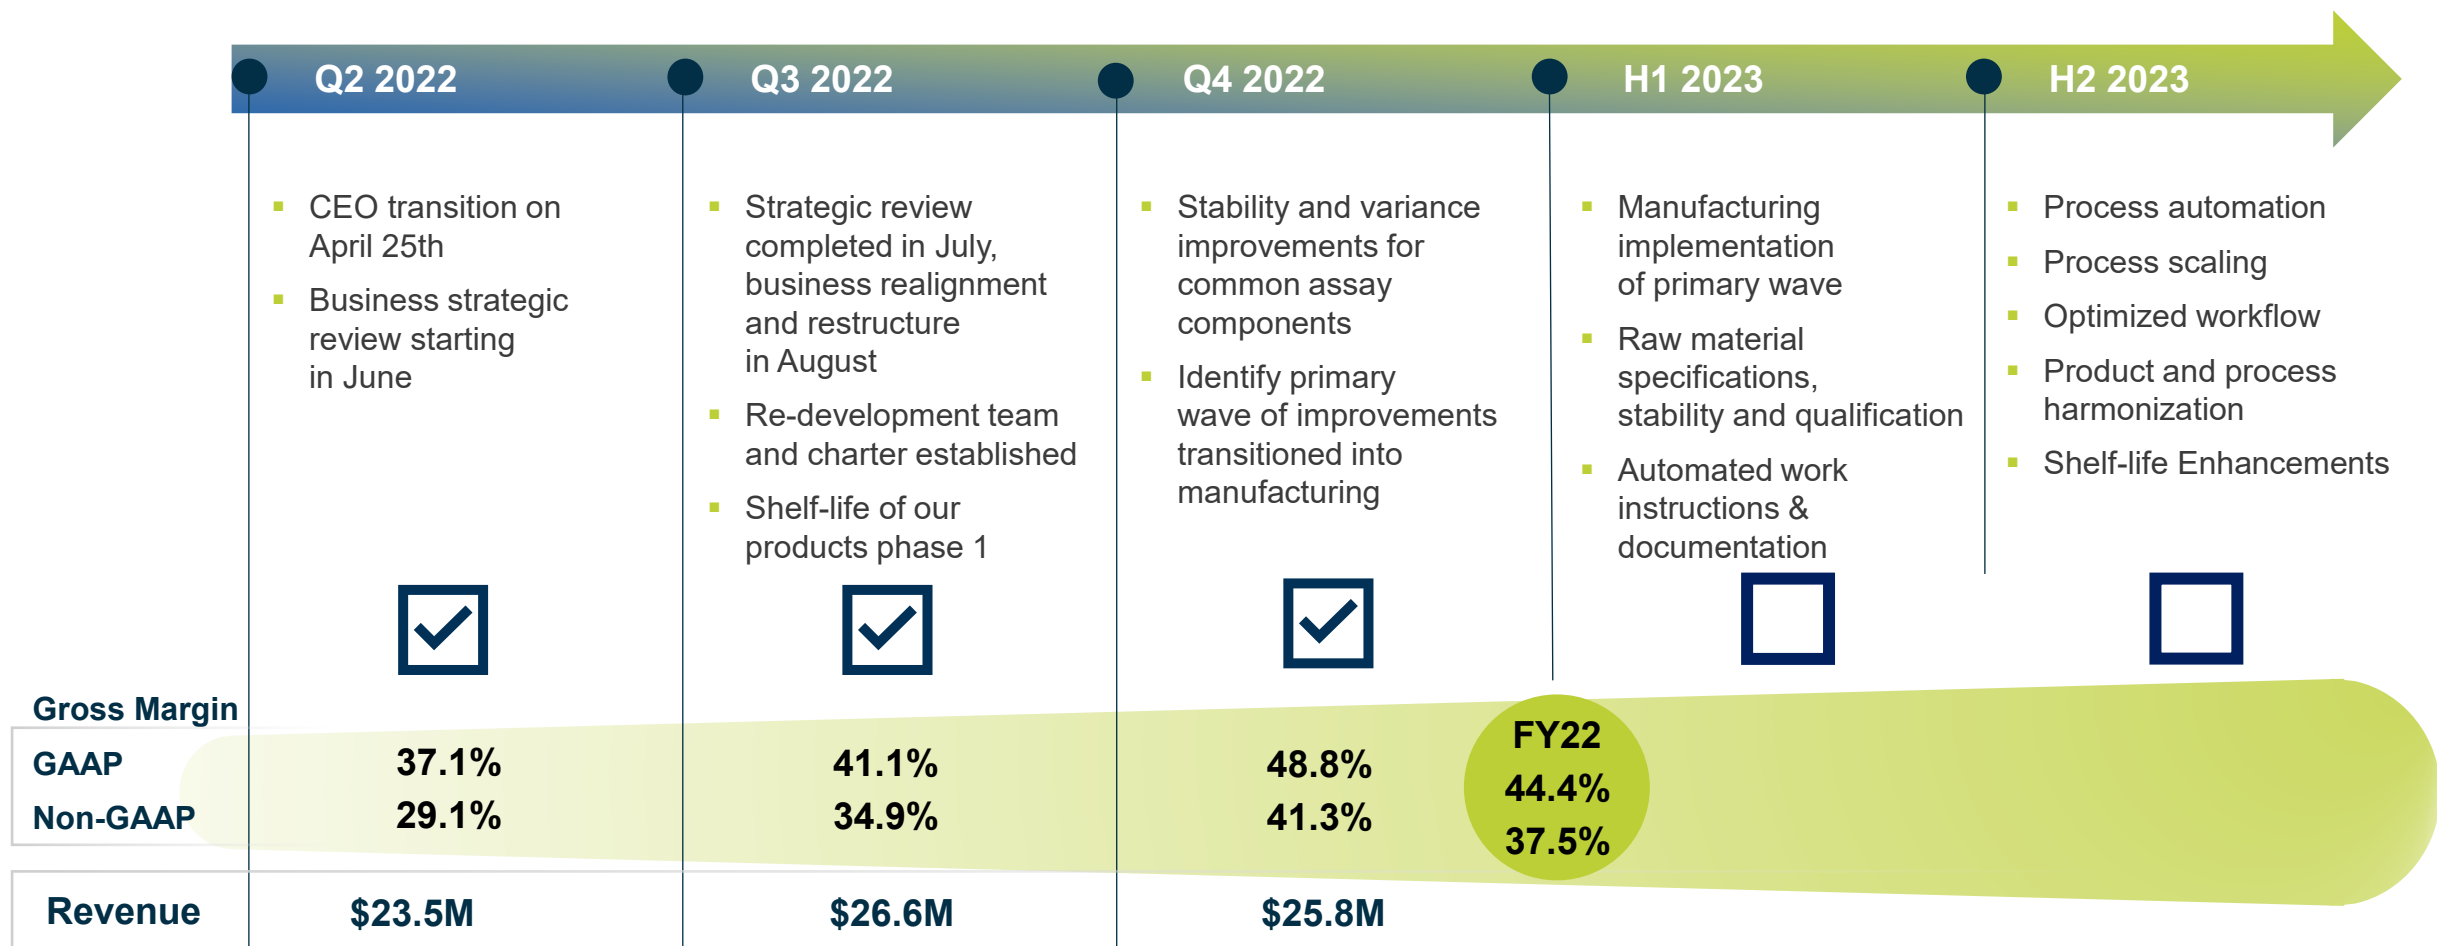 Q2 2022
Q3 2022
Q4 2022
H1 2023
H2 2023
CEO transition on
April 25th
Business strategic
review starting
in June
Strategic review
completed in July,
business realignment
and restructure
in August
Re-development team
and charter established
Shelf-life of our
products phase 1
Stability and variance
improvements for
common assay
components
Identify primary
wave of improvements
transitioned into
manufacturing
Manufacturing
implementation
of primary wave
Raw material
specifications,
stability and qualification
Automated work
instructions &
documentation
Process automation
Process scaling
Optimized workflow
Product and process
harmonization
Shelf-life Enhancements
Gross Margin
FY22
GAAP 37.1% 41.1% 48.8% 44.4%
Non-GAAP 29.1% 34.9% 41.3% 37.5%
Revenue $23.5M $26.6M $25.8M